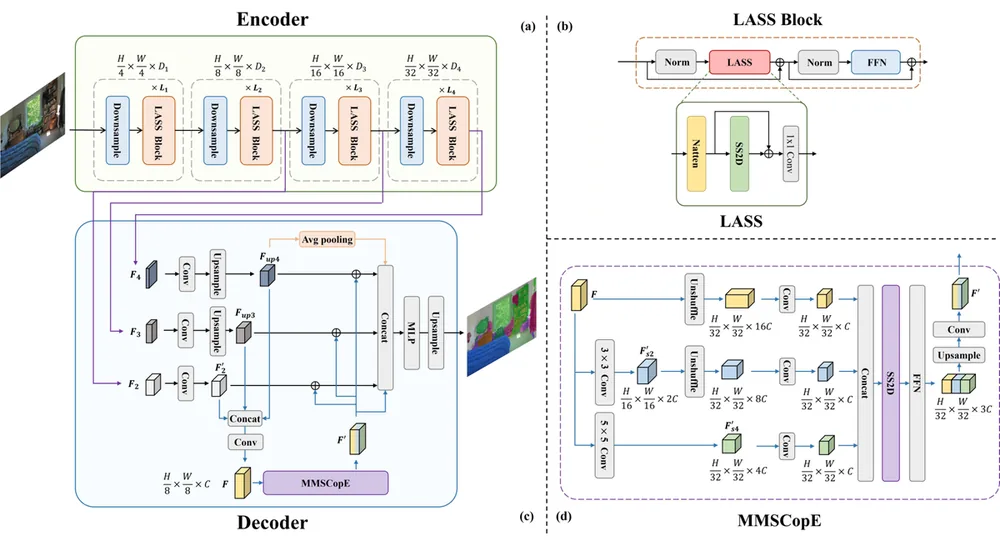 Encoder
(a)
H/4 × W/4 × D₁
H/8 × W/8 × D₂
H/16 × W/16 × D₃
H/32 × W/32 × D₄
× L₁
× L₂
× L₃
× L₄
Downsample
LASS Block
Downsample
LASS Block
Downsample
LASS Block
Downsample
LASS Block
Avg pooling
F₄
Conv
Upsample
F_up4
F₃
Conv
Upsample
F_up3
F₂
Conv
F′₂
Concat
MLP
Upsample
Concat
Conv
F′
H/8 × W/8 × C
F
MMSCopE
Decoder
(c)
(b)
LASS Block
Norm
LASS
Norm
FFN
Natten
SS2D
1x1 Conv
LASS
F
Unshuffle
H/32 × W/32 × 16C
Conv
H/32 × W/32 × C
3 × 3 Conv
F′s2
H/16 × W/16 × 2C
Unshuffle
H/32 × W/32 × 8C
Conv
H/32 × W/32 × C
5 × 5 Conv
F′s4
H/32 × W/32 × 4C
Conv
H/32 × W/32 × C
Concat
SS2D
FFN
F′
Conv
Upsample
H/32 × W/32 × 3C
(d)
MMSCopE